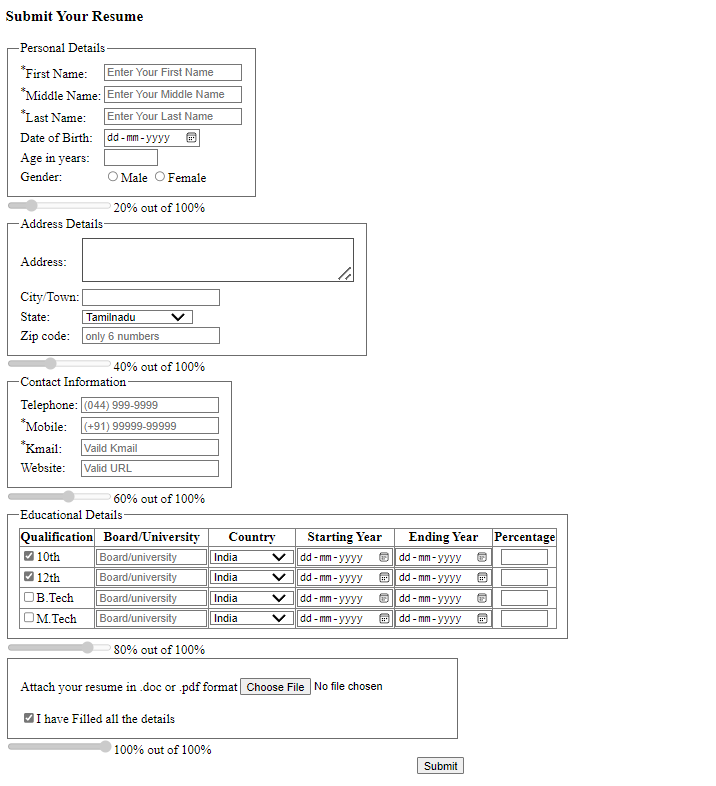 Submit Your Resume
Personal Details
*First Name: Enter Your First Name
*Middle Name: Enter Your Middle Name
*Last Name: Enter Your Last Name
Date of Birth: dd-mm-yyyy
Age in years:
Gender: Male Female
20% out of 100%
Address Details
Address:
City/Town:
State: Tamilnadu
Zip code: only 6 numbers
40% out of 100%
Contact Information
Telephone: (044) 999-9999
*Mobile: (+91) 99999-99999
*Kmail: Vaild Kmail
Website: Valid URL
60% out of 100%
Educational Details
Qualification Board/University Country Starting Year Ending Year Percentage
10th Board/university India dd-mm-yyyy dd-mm-yyyy
12th Board/university India dd-mm-yyyy dd-mm-yyyy
B.Tech Board/university India dd-mm-yyyy dd-mm-yyyy
M.Tech Board/university India dd-mm-yyyy dd-mm-yyyy
80% out of 100%
Attach your resume in .doc or .pdf format Choose File No file chosen
I have Filled all the details
100% out of 100%
Submit